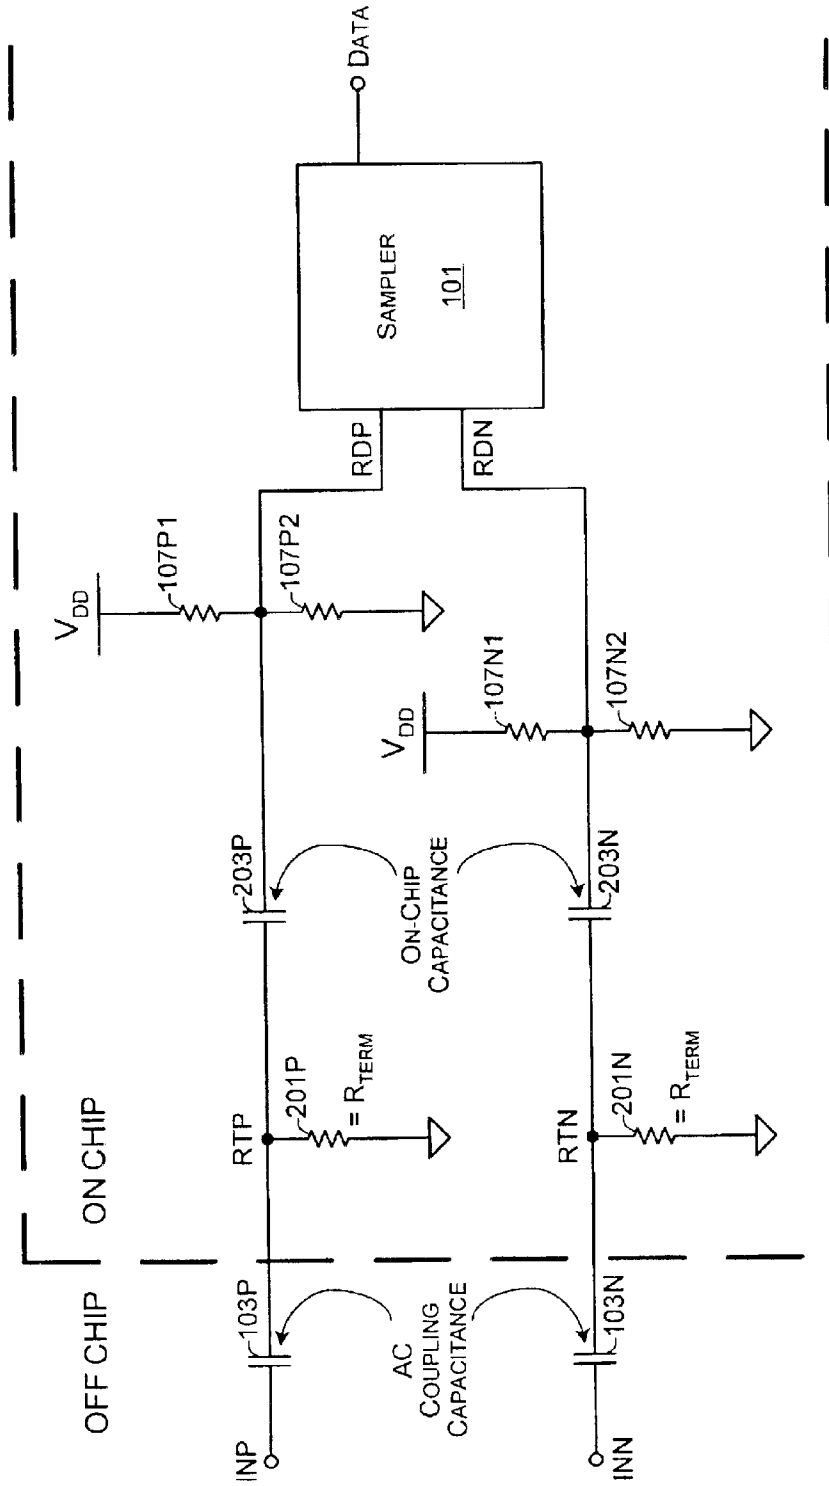 OFF CHIP
ON CHIP
INP
103P
AC
COUPLING
CAPACITANCE
INN
103N
RTP
201P
= RTERM
RTN
201N
= RTERM
203P
ON-CHIP
CAPACITANCE
203N
VDD
107P1
107P2
VDD
107N1
107N2
RDP
RDN
SAMPLER
101
DATA